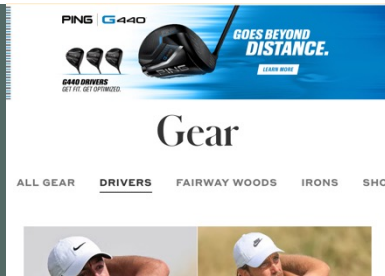 PING G440
GOES BEYOND
DISTANCE.
LEARN MORE
G440 DRIVERS
GET FIT. GET OPTIMIZED.
Gear
ALL GEAR DRIVERS FAIRWAY WOODS IRONS SHO